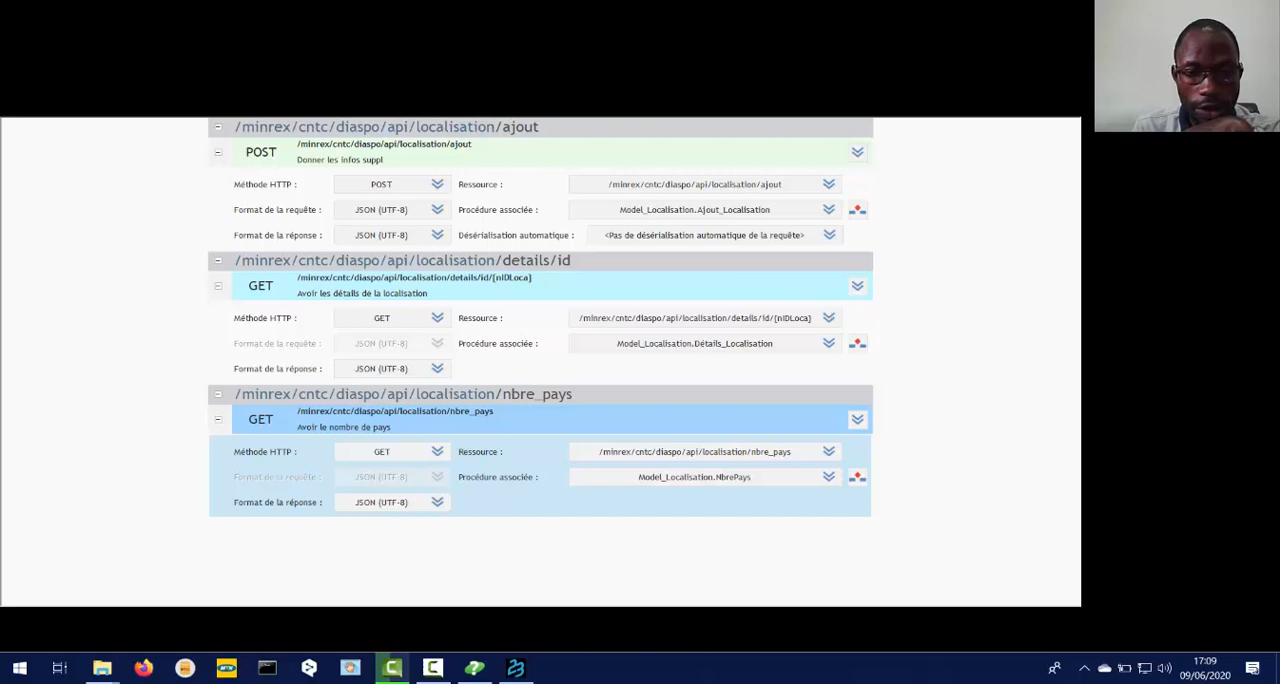 /minrex/cntc/diaspo/api/localisation/ajout
POST
/minrex/cntc/diaspo/api/localisation/ajout
Donner les infos suppl
Méthode HTTP : POST Ressource : /minrex/cntc/diaspo/api/localisation/ajout
Format de la requête : JSON (UTF-8) Procédure associée : Model_Localisation.Ajout_Localisation
Format de la réponse : JSON (UTF-8) Désérialisation automatique : <Pas de désérialisation automatique de la requête>
/minrex/cntc/diaspo/api/localisation/details/id
GET
/minrex/cntc/diaspo/api/localisation/details/id/{nIDLoca}
Avoir les détails de la localisation
Méthode HTTP : GET Ressource : /minrex/cntc/diaspo/api/localisation/details/id/{nIDLoca}
Format de la requête : JSON (UTF-8) Procédure associée : Model_Localisation.Détails_Localisation
Format de la réponse : JSON (UTF-8)
/minrex/cntc/diaspo/api/localisation/nbre_pays
GET
/minrex/cntc/diaspo/api/localisation/nbre_pays
Avoir le nombre de pays
Méthode HTTP : GET Ressource : /minrex/cntc/diaspo/api/localisation/nbre_pays
Format de la requête : JSON (UTF-8) Procédure associée : Model_Localisation.NbrePays
Format de la réponse : JSON (UTF-8)
17:09
09/06/2020